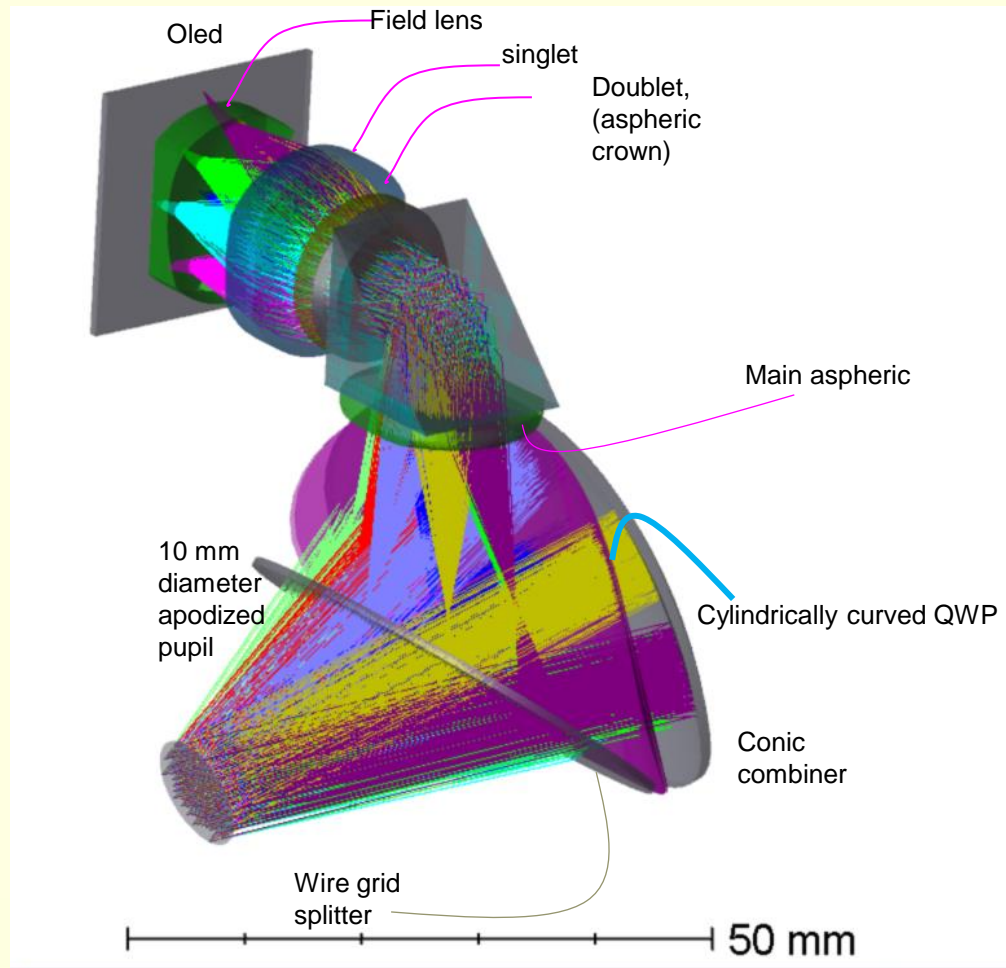 Oled
Field lens
singlet
Doublet,
(aspheric
crown)
Main aspheric
10 mm
diameter
apodized
pupil
Cylindrically curved QWP
Conic
combiner
Wire grid
splitter
50 mm